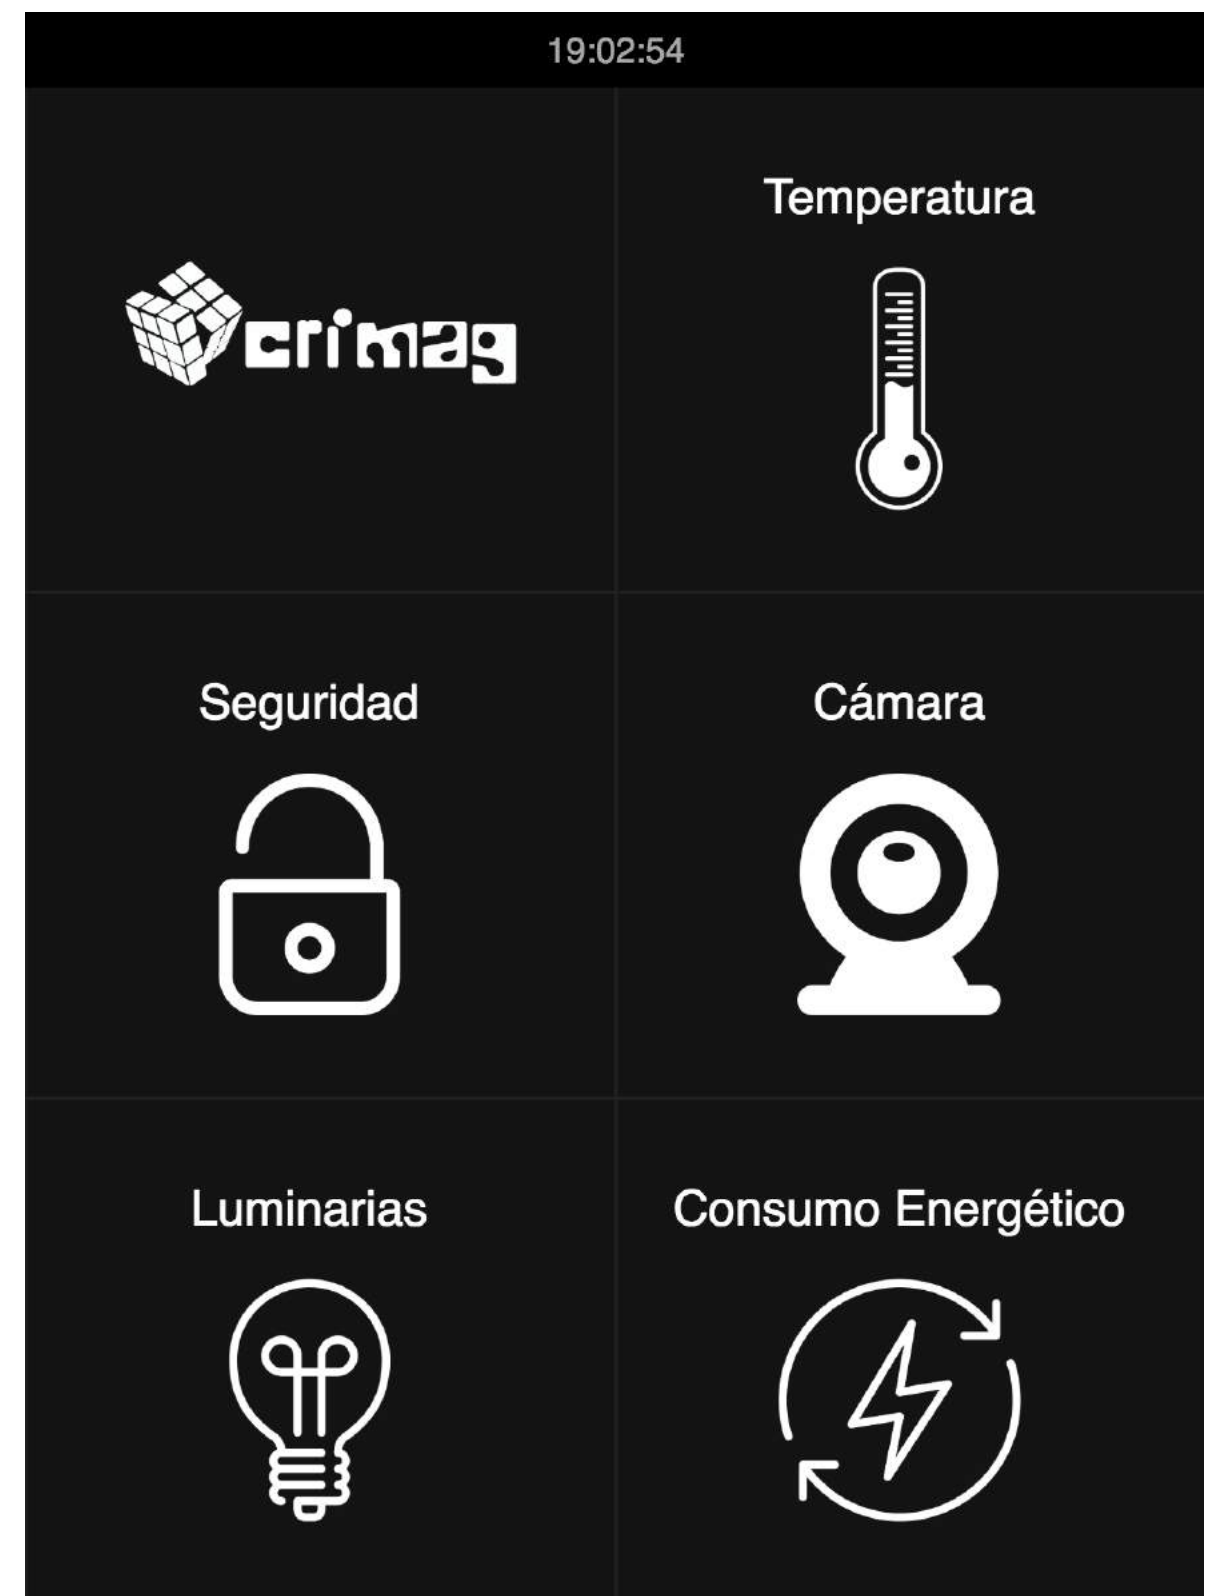 19:02:54
crimag
Temperatura
Seguridad
Cámara
Luminarias
Consumo Energético